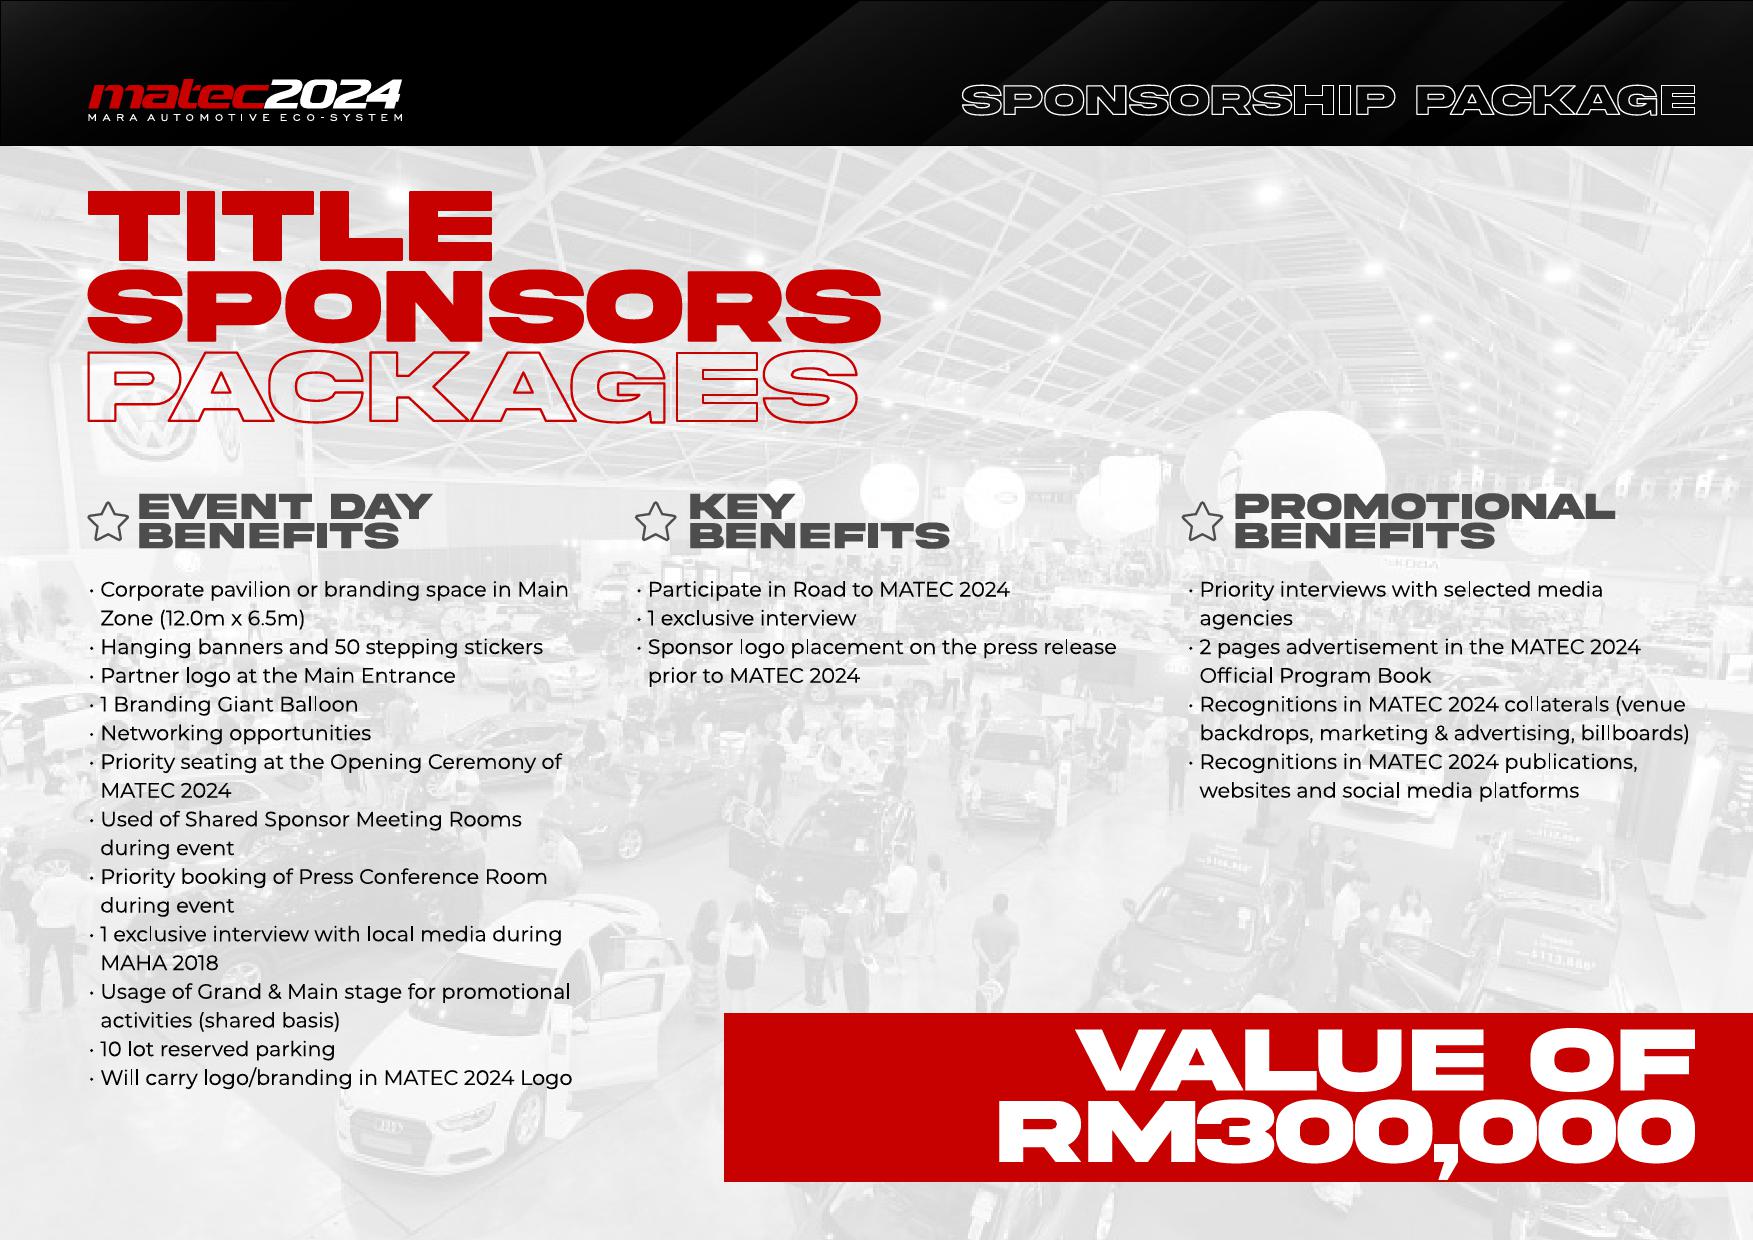 matec2024
MARA AUTOMOTIVE ECO-SYSTEM
SPONSORSHIP PACKAGE
TITLE
SPONSORS
PACKAGES
EVENT DAY
BENEFITS
· Corporate pavilion or branding space in Main
Zone (12.0m x 6.5m)
· Hanging banners and 50 stepping stickers
· Partner logo at the Main Entrance
· 1 Branding Giant Balloon
· Networking opportunities
· Priority seating at the Opening Ceremony of
MATEC 2024
· Used of Shared Sponsor Meeting Rooms
during event
· Priority booking of Press Conference Room
during event
· 1 exclusive interview with local media during
MAHA 2018
· Usage of Grand & Main stage for promotional
activities (shared basis)
· 10 lot reserved parking
· Will carry logo/branding in MATEC 2024 Logo
KEY
BENEFITS
· Participate in Road to MATEC 2024
· 1 exclusive interview
· Sponsor logo placement on the press release
prior to MATEC 2024
PROMOTIONAL
BENEFITS
· Priority interviews with selected media
agencies
· 2 pages advertisement in the MATEC 2024
Official Program Book
· Recognitions in MATEC 2024 collaterals (venue
backdrops, marketing & advertising, billboards)
· Recognitions in MATEC 2024 publications,
websites and social media platforms
VALUE OF
RM300,000
SKODA